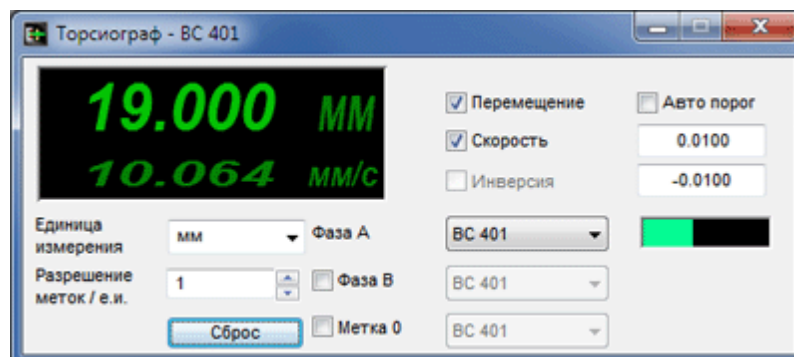 Торсиограф - ВС 401
19.000 ММ
10.064 ММ/С
Перемещение
Авто порог
Скорость
0.0100
Инверсия
-0.0100
Единица
измерения
мм
Фаза А
ВС 401
Разрешение
меток / е.и.
1
Фаза В
ВС 401
Сброс
Метка 0
ВС 401